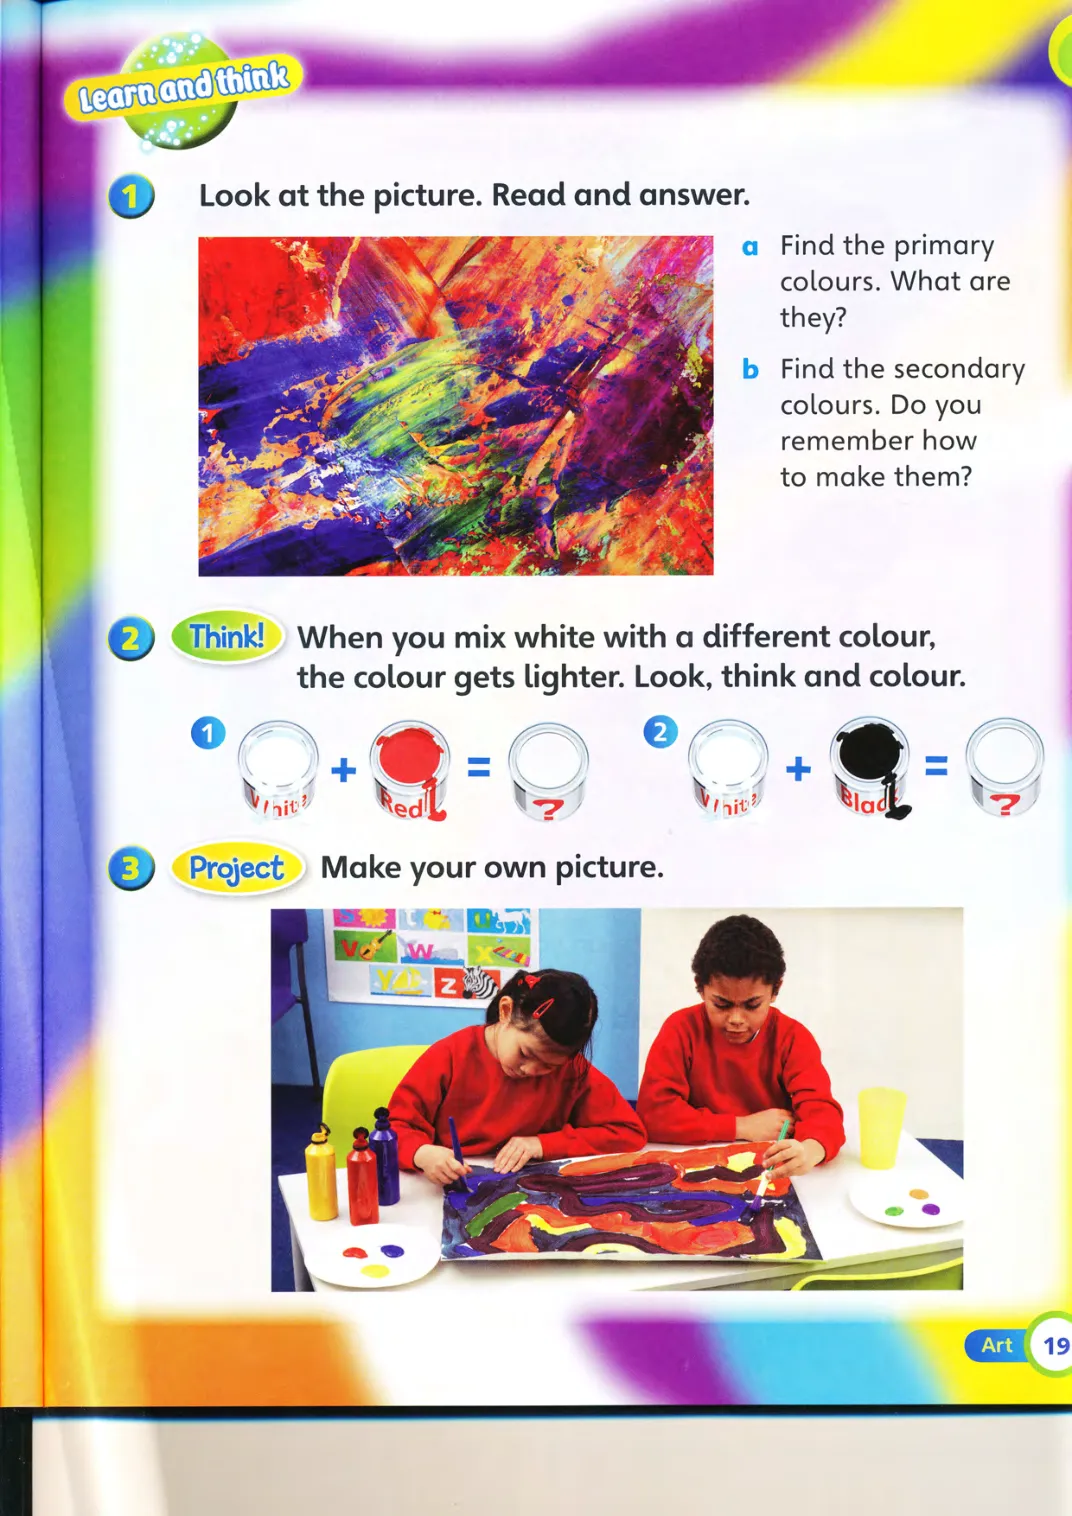 Learn and think
1 Look at the picture. Read and answer.
a Find the primary
colours. What are
they?
b Find the secondary
colours. Do you
remember how
to make them?
2 Think! When you mix white with a different colour,
the colour gets lighter. Look, think and colour.
1 White + Red = ? 2 White + Black = ?
3 Project Make your own picture.
s t u
v w x
y z
Art 19